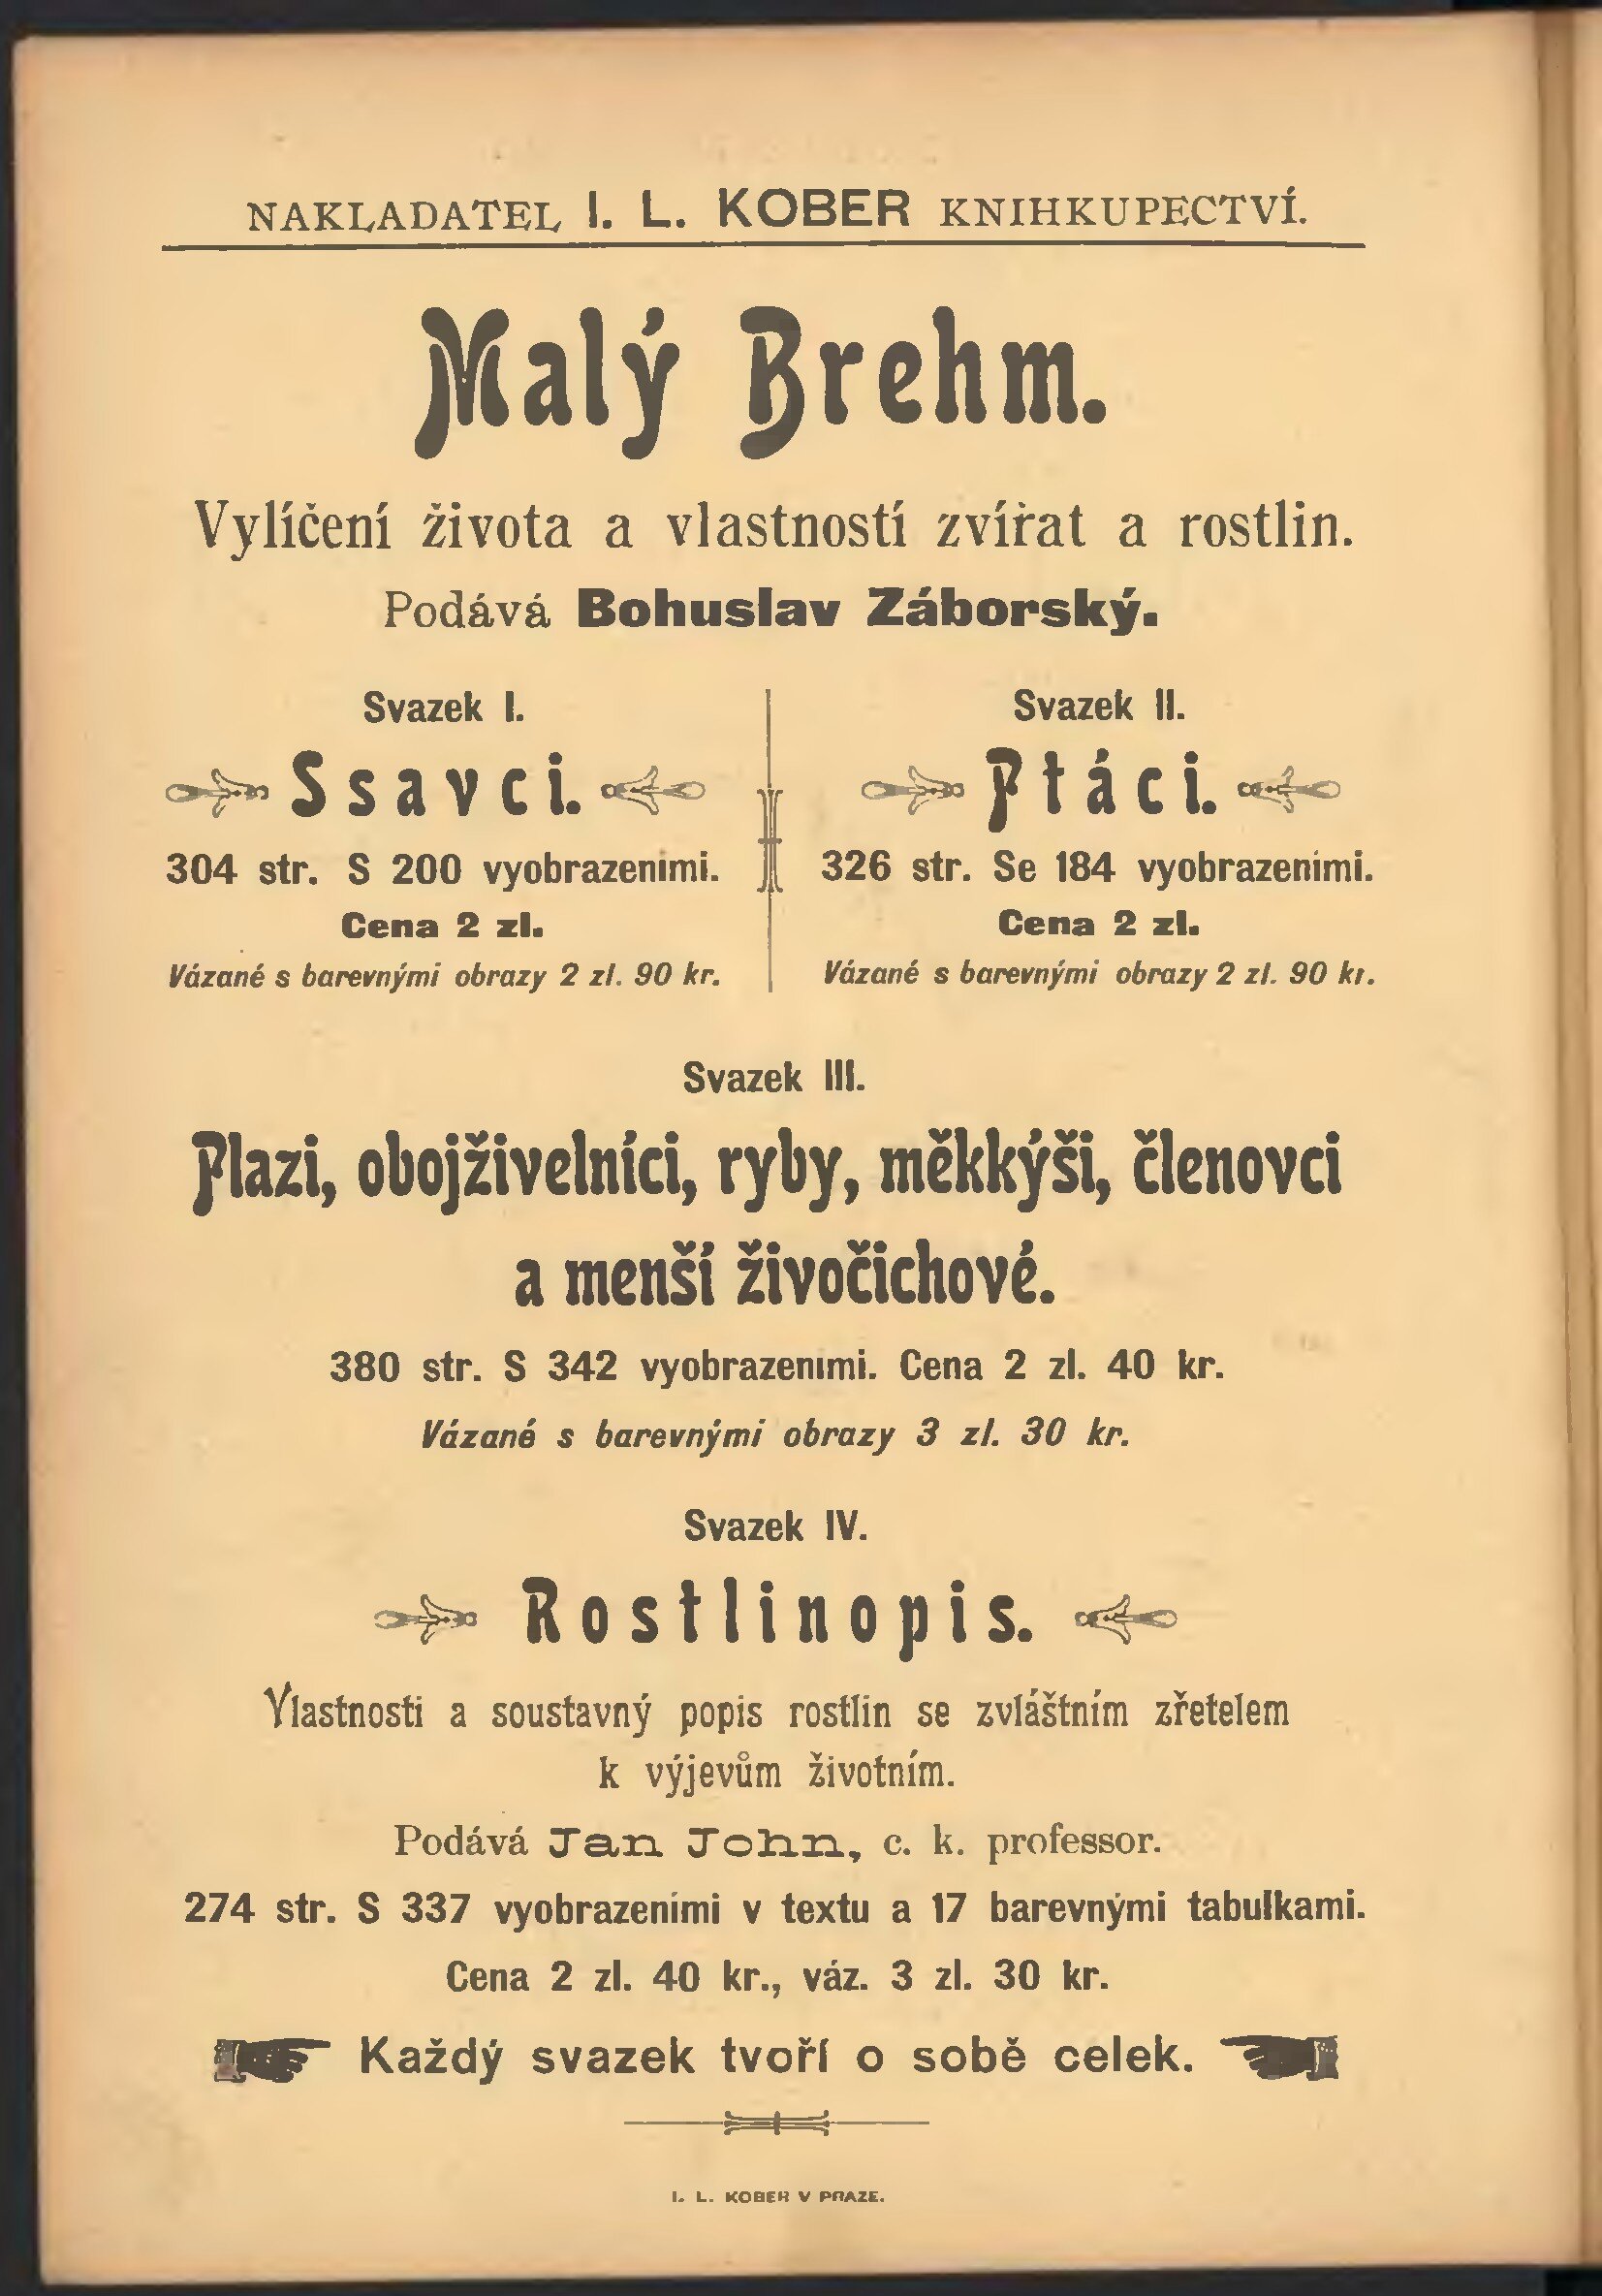 NAKLADATEL I. L. KOBER KNIHKUPECTVÍ.
Malý Brehm.
Vylíčení života a vlastností zvířat a rostlin.
Podává Bohuslav Záborský.
Svazek I.
Ssavci.
304 str. S 200 vyobrazeními.
Cena 2 zl.
Vázané s barevnými obrazy 2 zl. 90 kr.
Svazek II.
Ptáci.
326 str. Se 184 vyobrazeními.
Cena 2 zl.
Vázané s barevnými obrazy 2 zl. 90 kr.
Svazek III.
Plazi, obojživelníci, ryby, měkkýši, členovci
a menší živočichové.
380 str. S 342 vyobrazeními. Cena 2 zl. 40 kr.
Vázané s barevnými obrazy 3 zl. 30 kr.
Svazek IV.
Rostlinopis.
Vlastnosti a soustavný popis rostlin se zvláštním zřetelem
k výjevům životním.
Podává Jan John, c. k. professor.
274 str. S 337 vyobrazeními v textu a 17 barevnými tabulkami.
Cena 2 zl. 40 kr., váz. 3 zl. 30 kr.
Každý svazek tvoří o sobě celek.
I. L. KOBER V PRAZE.